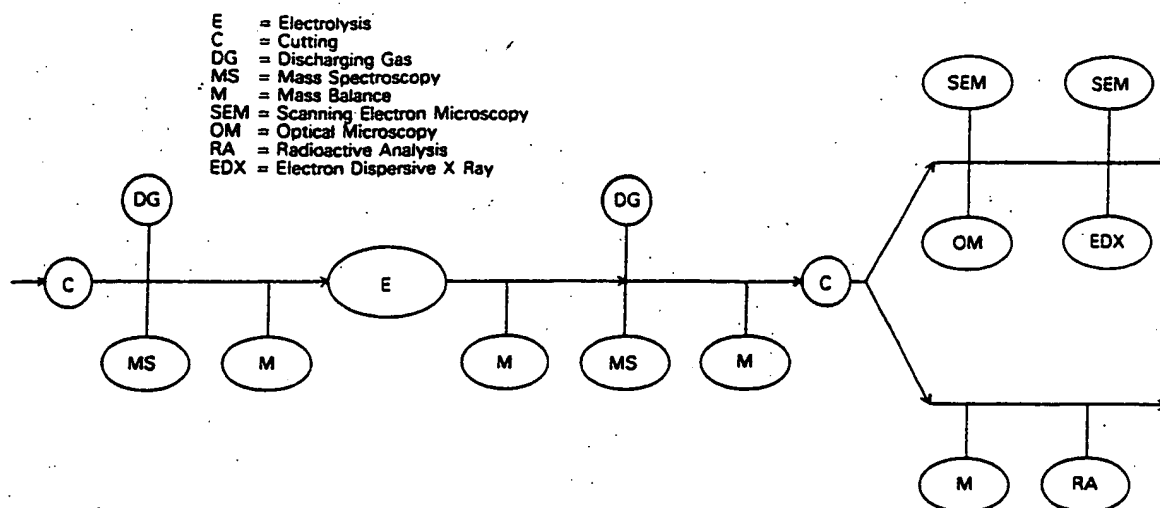 E = Electrolysis
C = Cutting
DG = Discharging Gas
MS = Mass Spectroscopy
M = Mass Balance
SEM = Scanning Electron Microscopy
OM = Optical Microscopy
RA = Radioactive Analysis
EDX = Electron Dispersive X Ray
SEM SEM
DG DG
OM EDX
C E C
MS M M MS M
M RA